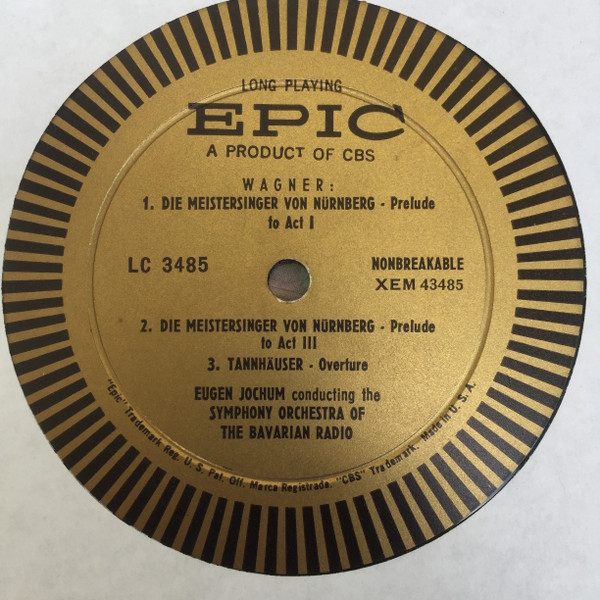 LONG PLAYING
EPIC
A PRODUCT OF CBS
WAGNER:
1. DIE MEISTERSINGER VON NÜRNBERG - Prelude
to Act I
LC 3485
NONBREAKABLE
XEM 43485
2. DIE MEISTERSINGER VON NÜRNBERG - Prelude
to Act III
3. TANNHÄUSER - Overture
EUGEN JOCHUM conducting the
SYMPHONY ORCHESTRA OF
THE BAVARIAN RADIO
"Epic" Trademark Reg. U. S. Pat. Off. Marca Registrada. "CBS" Trademark. Made in U. S. A.